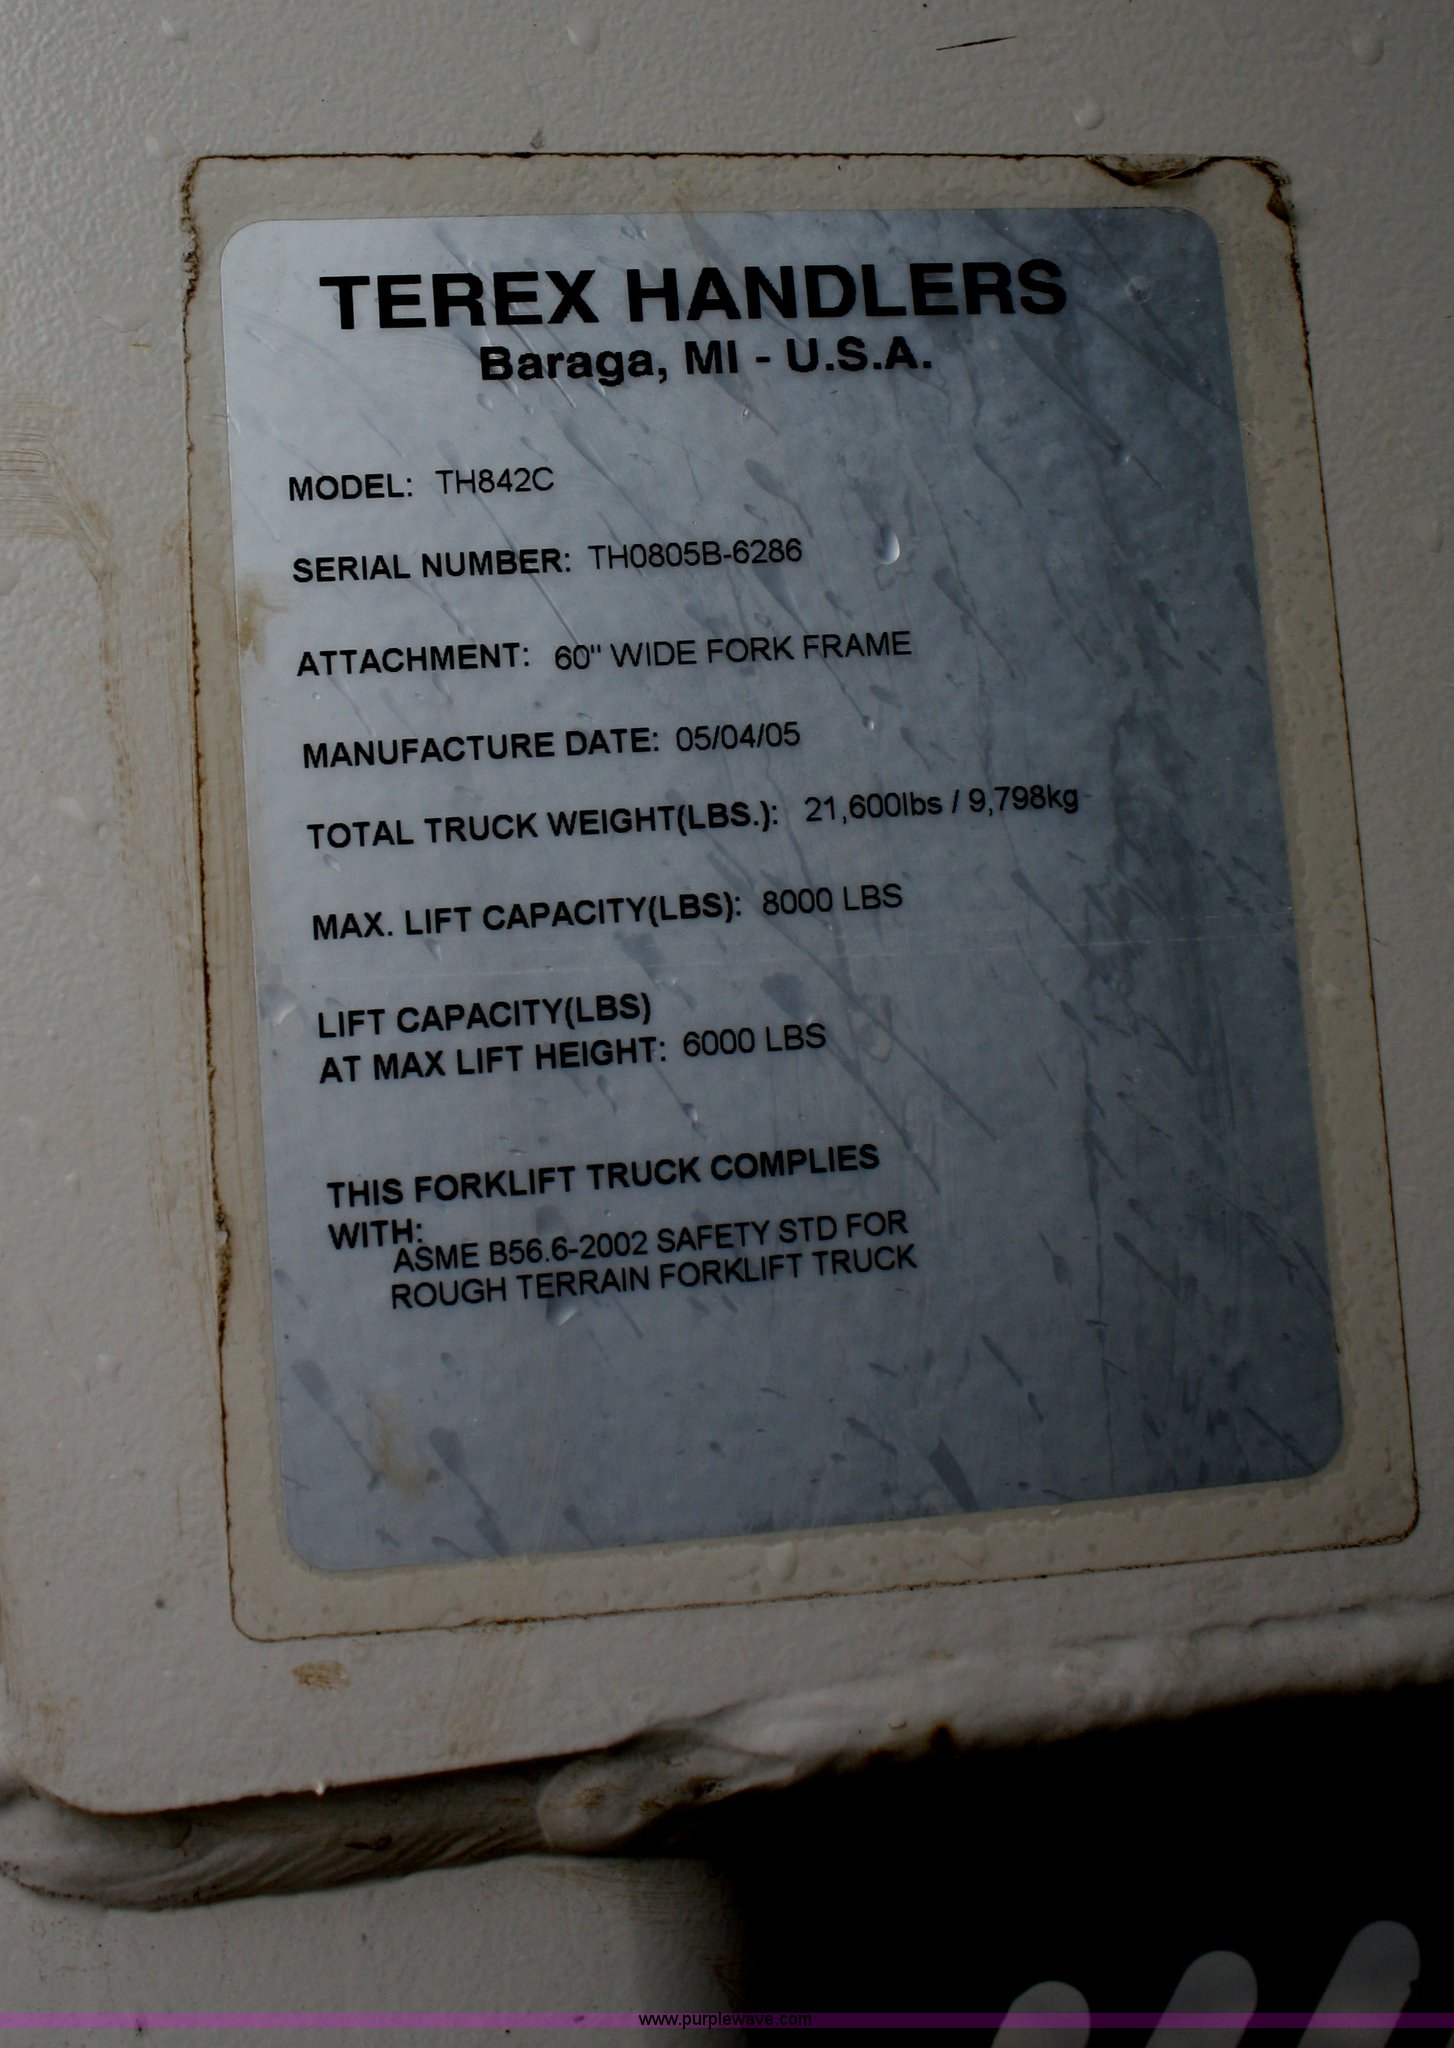 TEREX HANDLERS
Baraga, MI - U.S.A.
MODEL: TH842C
SERIAL NUMBER: TH0805B-6286
ATTACHMENT: 60" WIDE FORK FRAME
MANUFACTURE DATE: 05/04/05
TOTAL TRUCK WEIGHT(LBS.): 21,600lbs / 9,798kg
MAX. LIFT CAPACITY(LBS): 8000 LBS
LIFT CAPACITY(LBS)
AT MAX LIFT HEIGHT: 6000 LBS
THIS FORKLIFT TRUCK COMPLIES
WITH:
ASME B56.6-2002 SAFETY STD FOR
ROUGH TERRAIN FORKLIFT TRUCK
www.purplewave.com